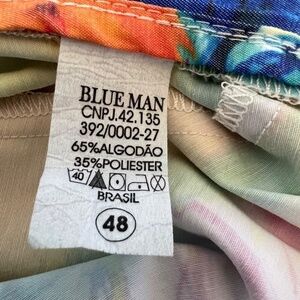 BLUE MAN
CNPJ.42.135
392/0002-27
65%ALGODÃO
35%POLIESTER
40
BRASIL
48